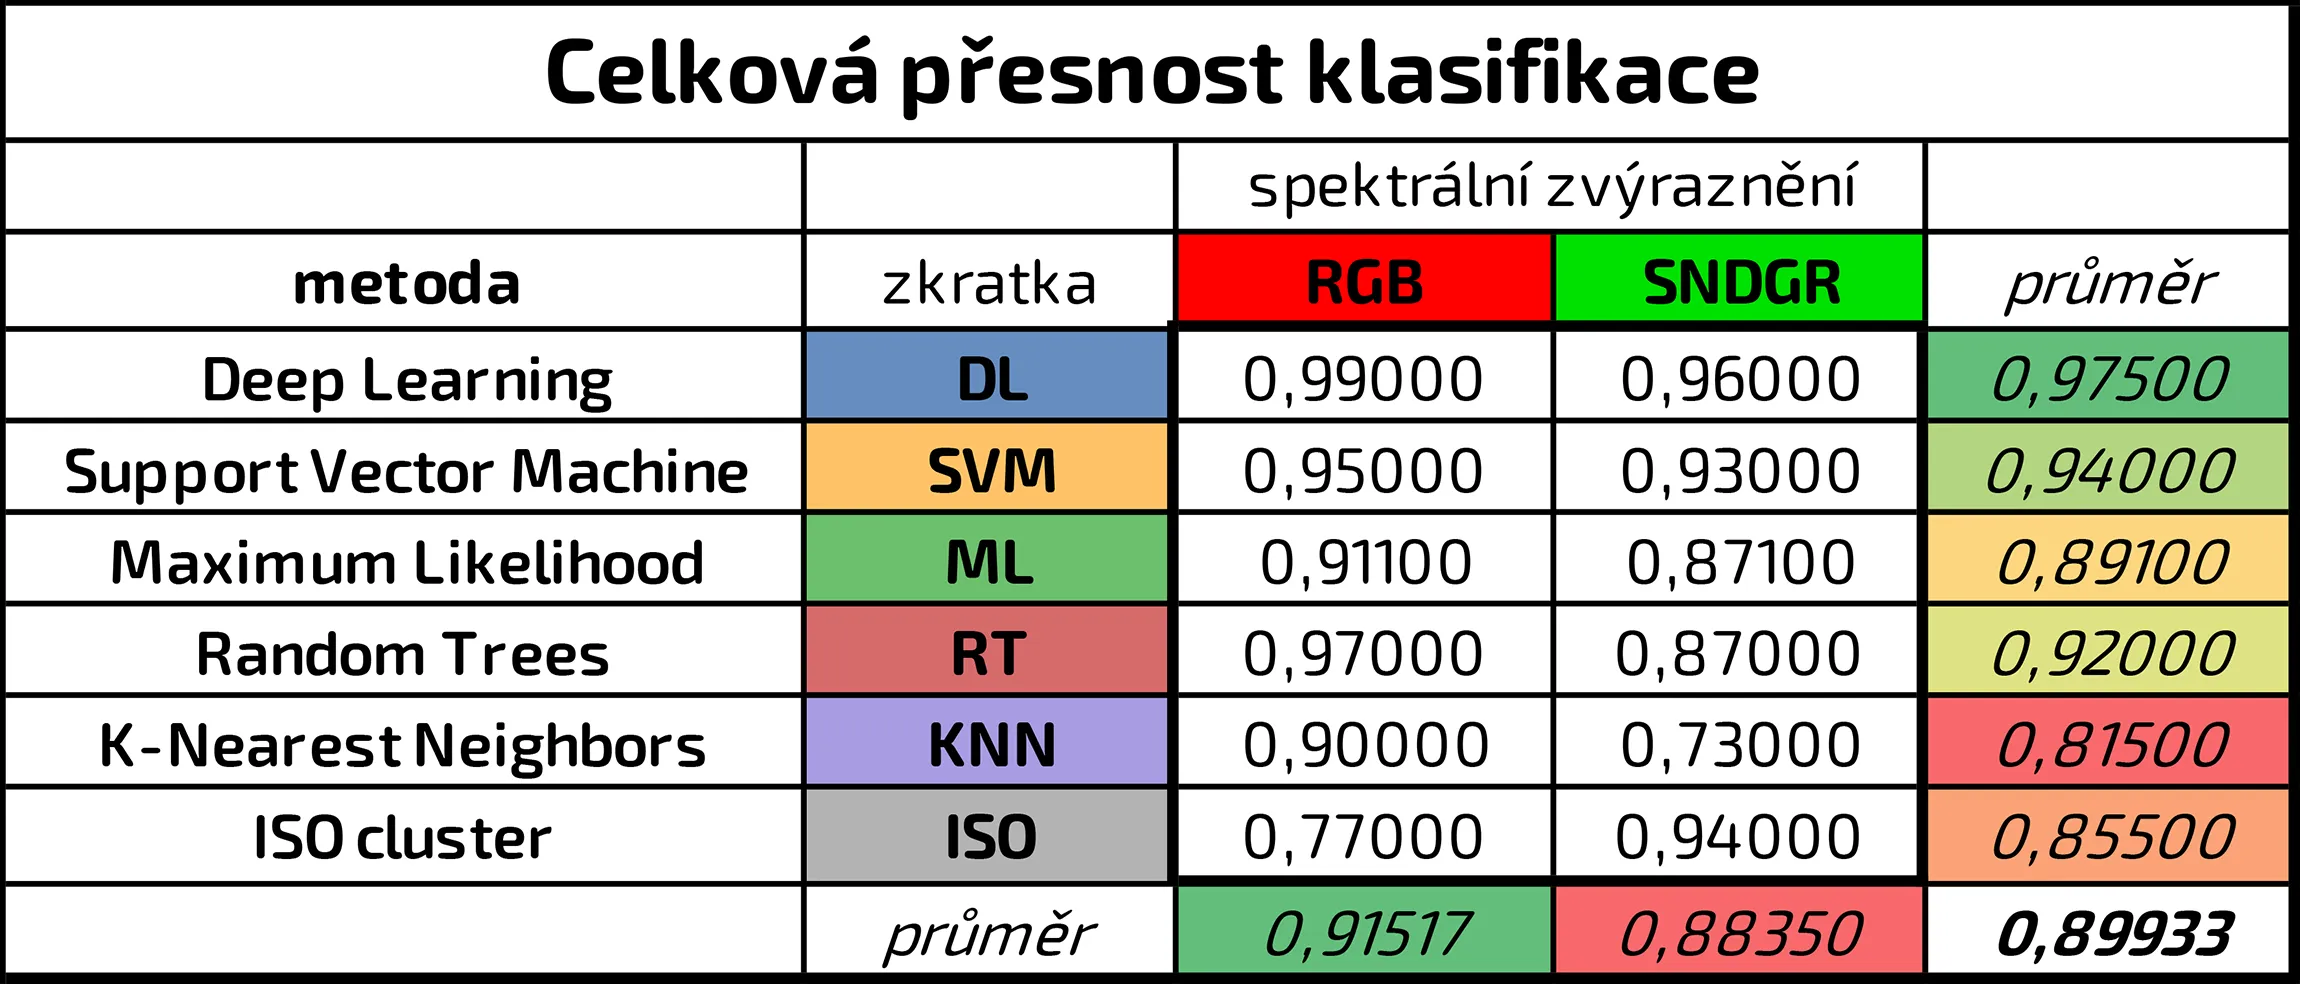 Celková přesnost klasifikace
spektrální zvýraznění
metoda zkratka RGB SNDGR průměr
Deep Learning DL 0,99000 0,96000 0,97500
Support Vector Machine SVM 0,95000 0,93000 0,94000
Maximum Likelihood ML 0,91100 0,87100 0,89100
Random Trees RT 0,97000 0,87000 0,92000
K-Nearest Neighbors KNN 0,90000 0,73000 0,81500
ISO cluster ISO 0,77000 0,94000 0,85500
průměr 0,91517 0,88350 0,89933